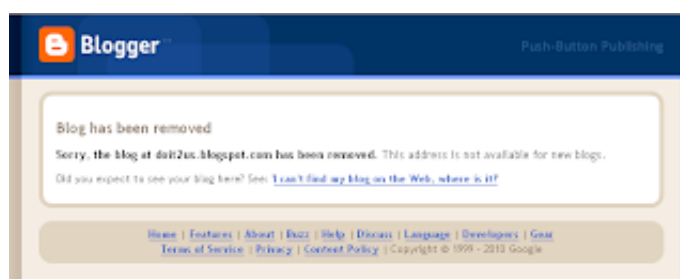 Blogger™
Push-Button Publishing
Blog has been removed
Sorry, the blog at doit2us.blogspot.com has been removed. This address is not available for new blogs.
Did you expect to see your blog here? See: 'I can't find my blog on the Web, where is it?'
Home | Features | About | Buzz | Help | Discuss | Language | Developers | Gear
Terms of Service | Privacy | Content Policy | Copyright © 1999 – 2010 Google